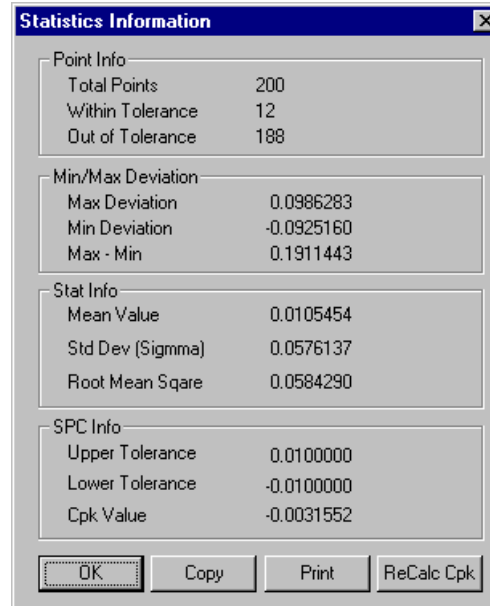 Statistics Information
Point Info
Total Points 200
Within Tolerance 12
Out of Tolerance 188
Min/Max Deviation
Max Deviation 0.0986283
Min Deviation -0.0925160
Max - Min 0.1911443
Stat Info
Mean Value 0.0105454
Std Dev (Sigmma) 0.0576137
Root Mean Sqare 0.0584290
SPC Info
Upper Tolerance 0.0100000
Lower Tolerance -0.0100000
Cpk Value -0.0031552
OK Copy Print ReCalc Cpk